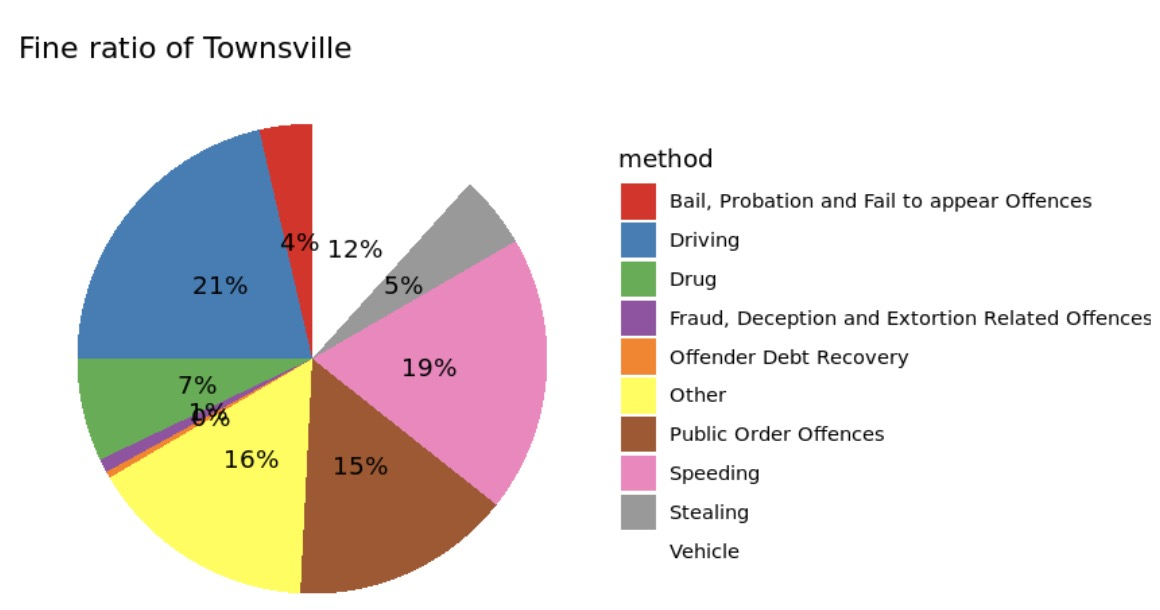 Fine ratio of Townsville
4%
12%
21%
5%
19%
7%
1%
0%
16%
15%
method
Bail, Probation and Fail to appear Offences
Driving
Drug
Fraud, Deception and Extortion Related Offences
Offender Debt Recovery
Other
Public Order Offences
Speeding
Stealing
Vehicle